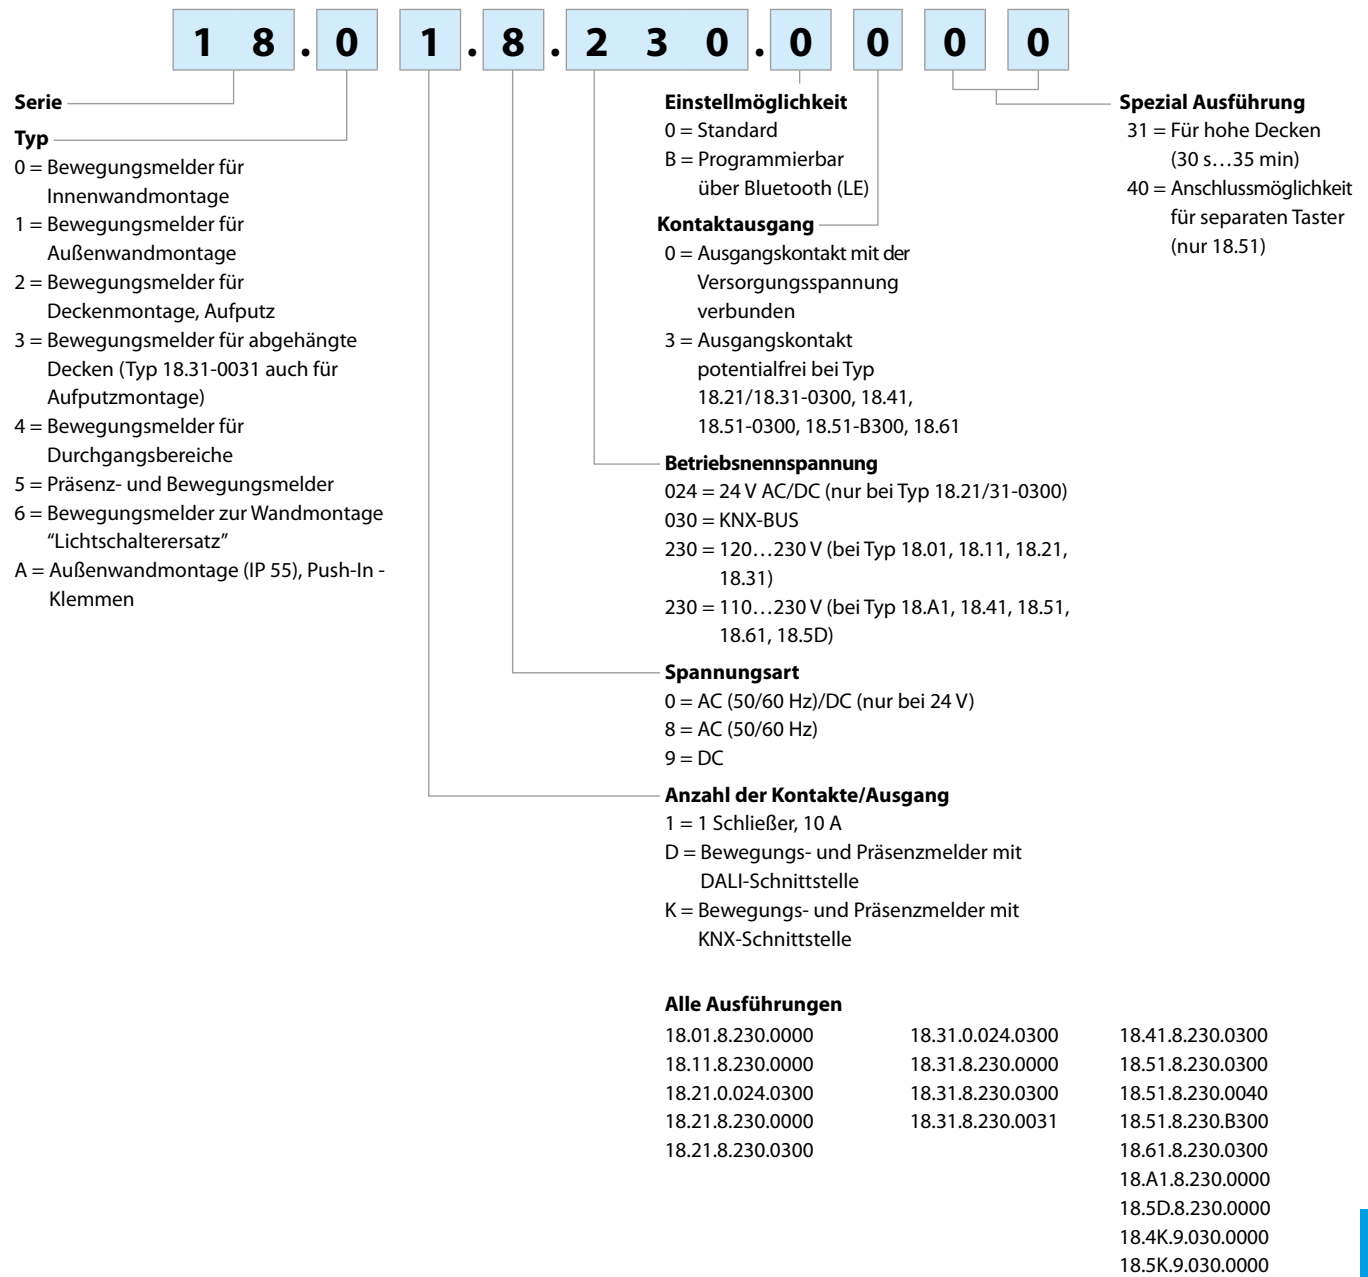 18.01.8.230.0000
Serie
Typ
0 = Bewegungsmelder für
Innenwandmontage
1 = Bewegungsmelder für
Außenwandmontage
2 = Bewegungsmelder für
Deckenmontage, Aufputz
3 = Bewegungsmelder für abgehängte
Decken (Typ 18.31-0031 auch für
Aufputzmontage)
4 = Bewegungsmelder für
Durchgangsbereiche
5 = Präsenz- und Bewegungsmelder
6 = Bewegungsmelder zur Wandmontage
“Lichtschalterersatz”
A = Außenwandmontage (IP 55), Push-In -
Klemmen
Einstellmöglichkeit
0 = Standard
B = Programmierbar
über Bluetooth (LE)
Kontaktausgang
0 = Ausgangskontakt mit der
Versorgungsspannung
verbunden
3 = Ausgangskontakt
potentialfrei bei Typ
18.21/18.31-0300, 18.41,
18.51-0300, 18.51-B300, 18.61
Betriebsnennspannung
024 = 24 V AC/DC (nur bei Typ 18.21/31-0300)
030 = KNX-BUS
230 = 120…230 V (bei Typ 18.01, 18.11, 18.21,
18.31)
230 = 110…230 V (bei Typ 18.A1, 18.41, 18.51,
18.61, 18.5D)
Spannungsart
0 = AC (50/60 Hz)/DC (nur bei 24 V)
8 = AC (50/60 Hz)
9 = DC
Anzahl der Kontakte/Ausgang
1 = 1 Schließer, 10 A
D = Bewegungs- und Präsenzmelder mit
DALI-Schnittstelle
K = Bewegungs- und Präsenzmelder mit
KNX-Schnittstelle
Spezial Ausführung
31 = Für hohe Decken
(30 s…35 min)
40 = Anschlussmöglichkeit
für separaten Taster
(nur 18.51)
Alle Ausführungen
18.01.8.230.0000
18.11.8.230.0000
18.21.0.024.0300
18.21.8.230.0000
18.21.8.230.0300
18.31.0.024.0300
18.31.8.230.0000
18.31.8.230.0300
18.31.8.230.0031
18.41.8.230.0300
18.51.8.230.0300
18.51.8.230.0040
18.51.8.230.B300
18.61.8.230.0300
18.A1.8.230.0000
18.5D.8.230.0000
18.4K.9.030.0000
18.5K.9.030.0000